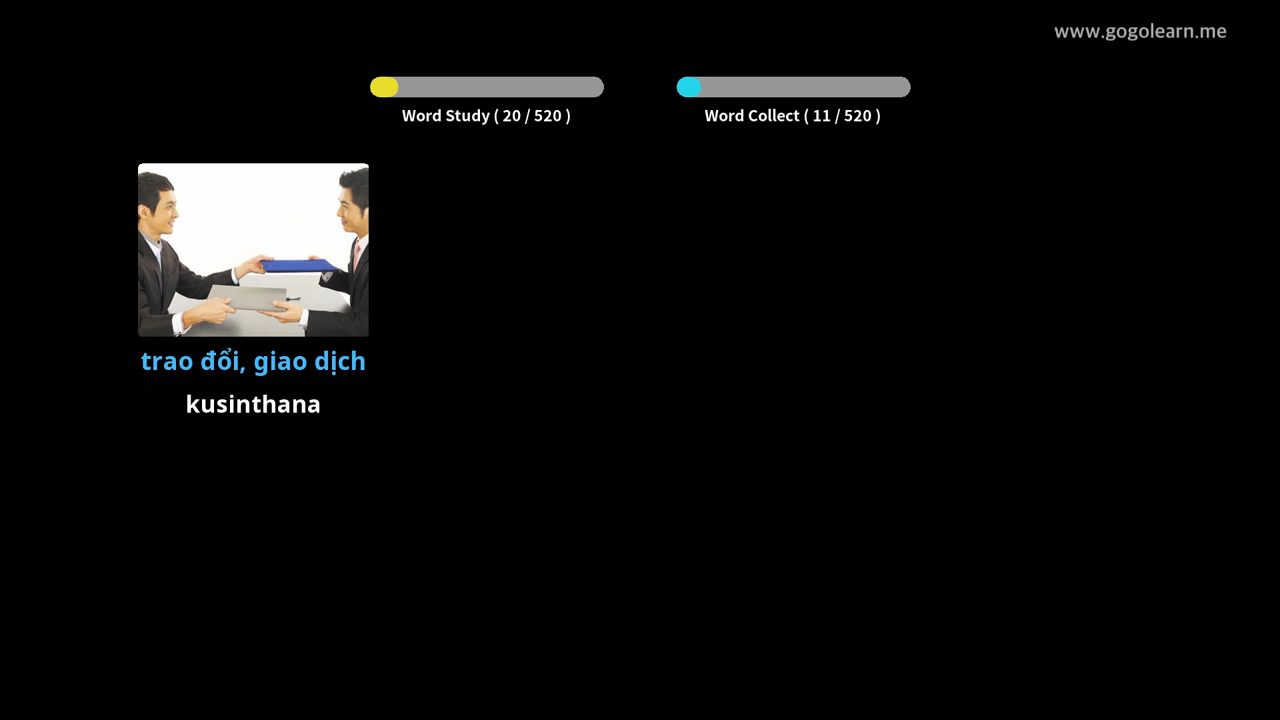 www.gogolearn.me
Word Study ( 20 / 520 )
Word Collect ( 11 / 520 )
trao đổi, giao dịch
kusinthana